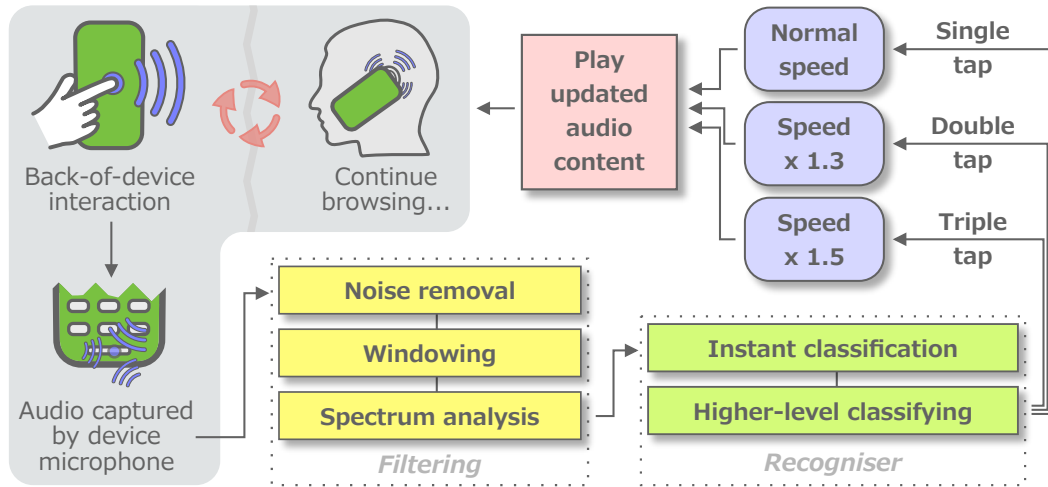 Back-of-device
interaction
Continue
browsing...
Audio captured
by device
microphone
Noise removal
Windowing
Spectrum analysis
Filtering
Instant classification
Higher-level classifying
Recogniser
Single
tap
Double
tap
Triple
tap
Normal
speed
Speed
x 1.3
Speed
x 1.5
Play
updated
audio
content